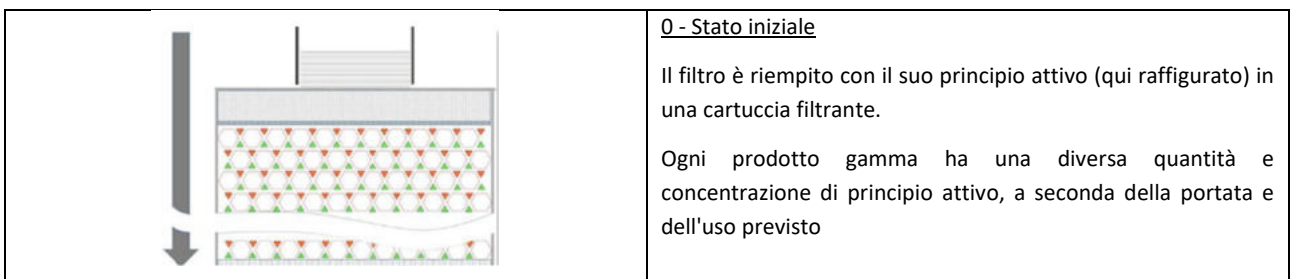 0 - Stato iniziale
Il filtro è riempito con il suo principio attivo (qui raffigurato) in
una cartuccia filtrante.
Ogni prodotto gamma ha una diversa quantità e
concentrazione di principio attivo, a seconda della portata e
dell'uso previsto